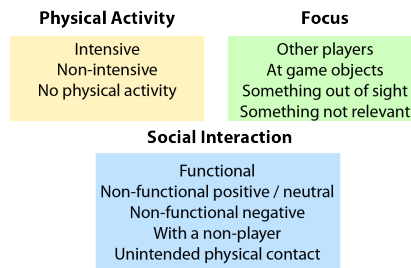 Physical Activity
Intensive
Non-intensive
No physical activity
Focus
Other players
At game objects
Something out of sight
Something not relevant
Social Interaction
Functional
Non-functional positive / neutral
Non-functional negative
With a non-player
Unintended physical contact